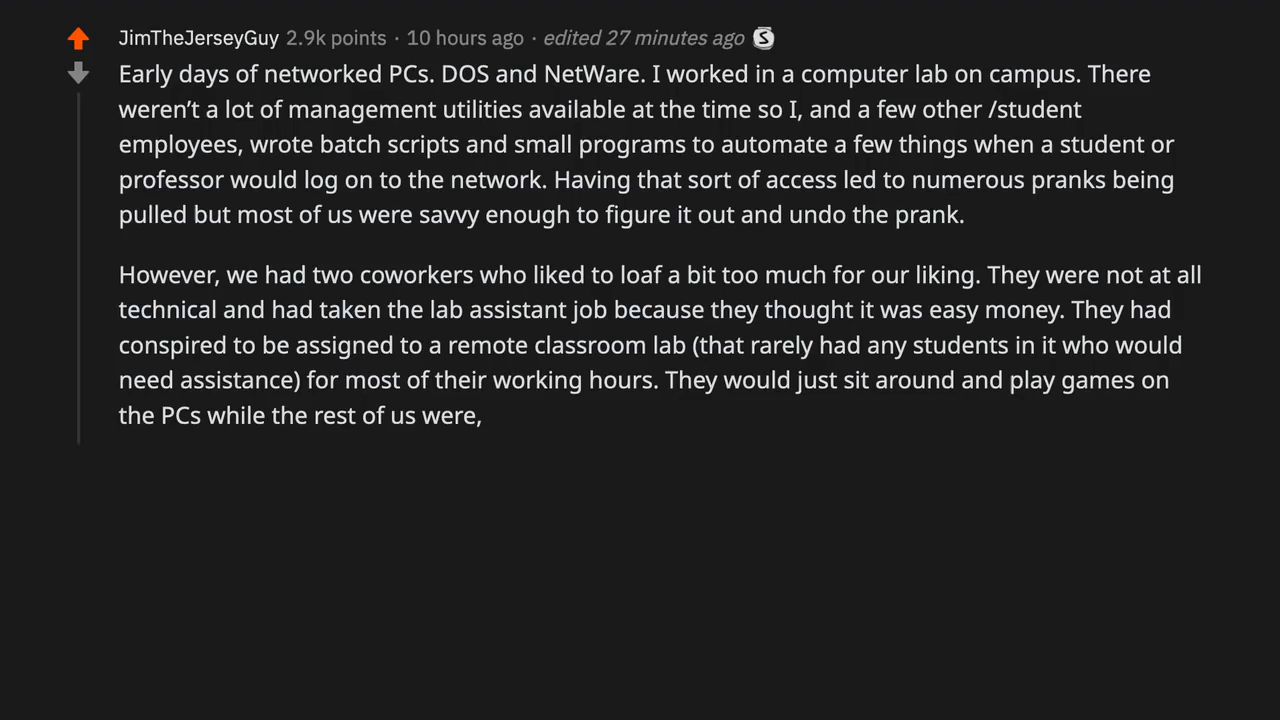 JimTheJerseyGuy 2.9k points · 10 hours ago · edited 27 minutes ago S
Early days of networked PCs. DOS and NetWare. I worked in a computer lab on campus. There
weren’t a lot of management utilities available at the time so I, and a few other /student
employees, wrote batch scripts and small programs to automate a few things when a student or
professor would log on to the network. Having that sort of access led to numerous pranks being
pulled but most of us were savvy enough to figure it out and undo the prank.
However, we had two coworkers who liked to loaf a bit too much for our liking. They were not at all
technical and had taken the lab assistant job because they thought it was easy money. They had
conspired to be assigned to a remote classroom lab (that rarely had any students in it who would
need assistance) for most of their working hours. They would just sit around and play games on
the PCs while the rest of us were,